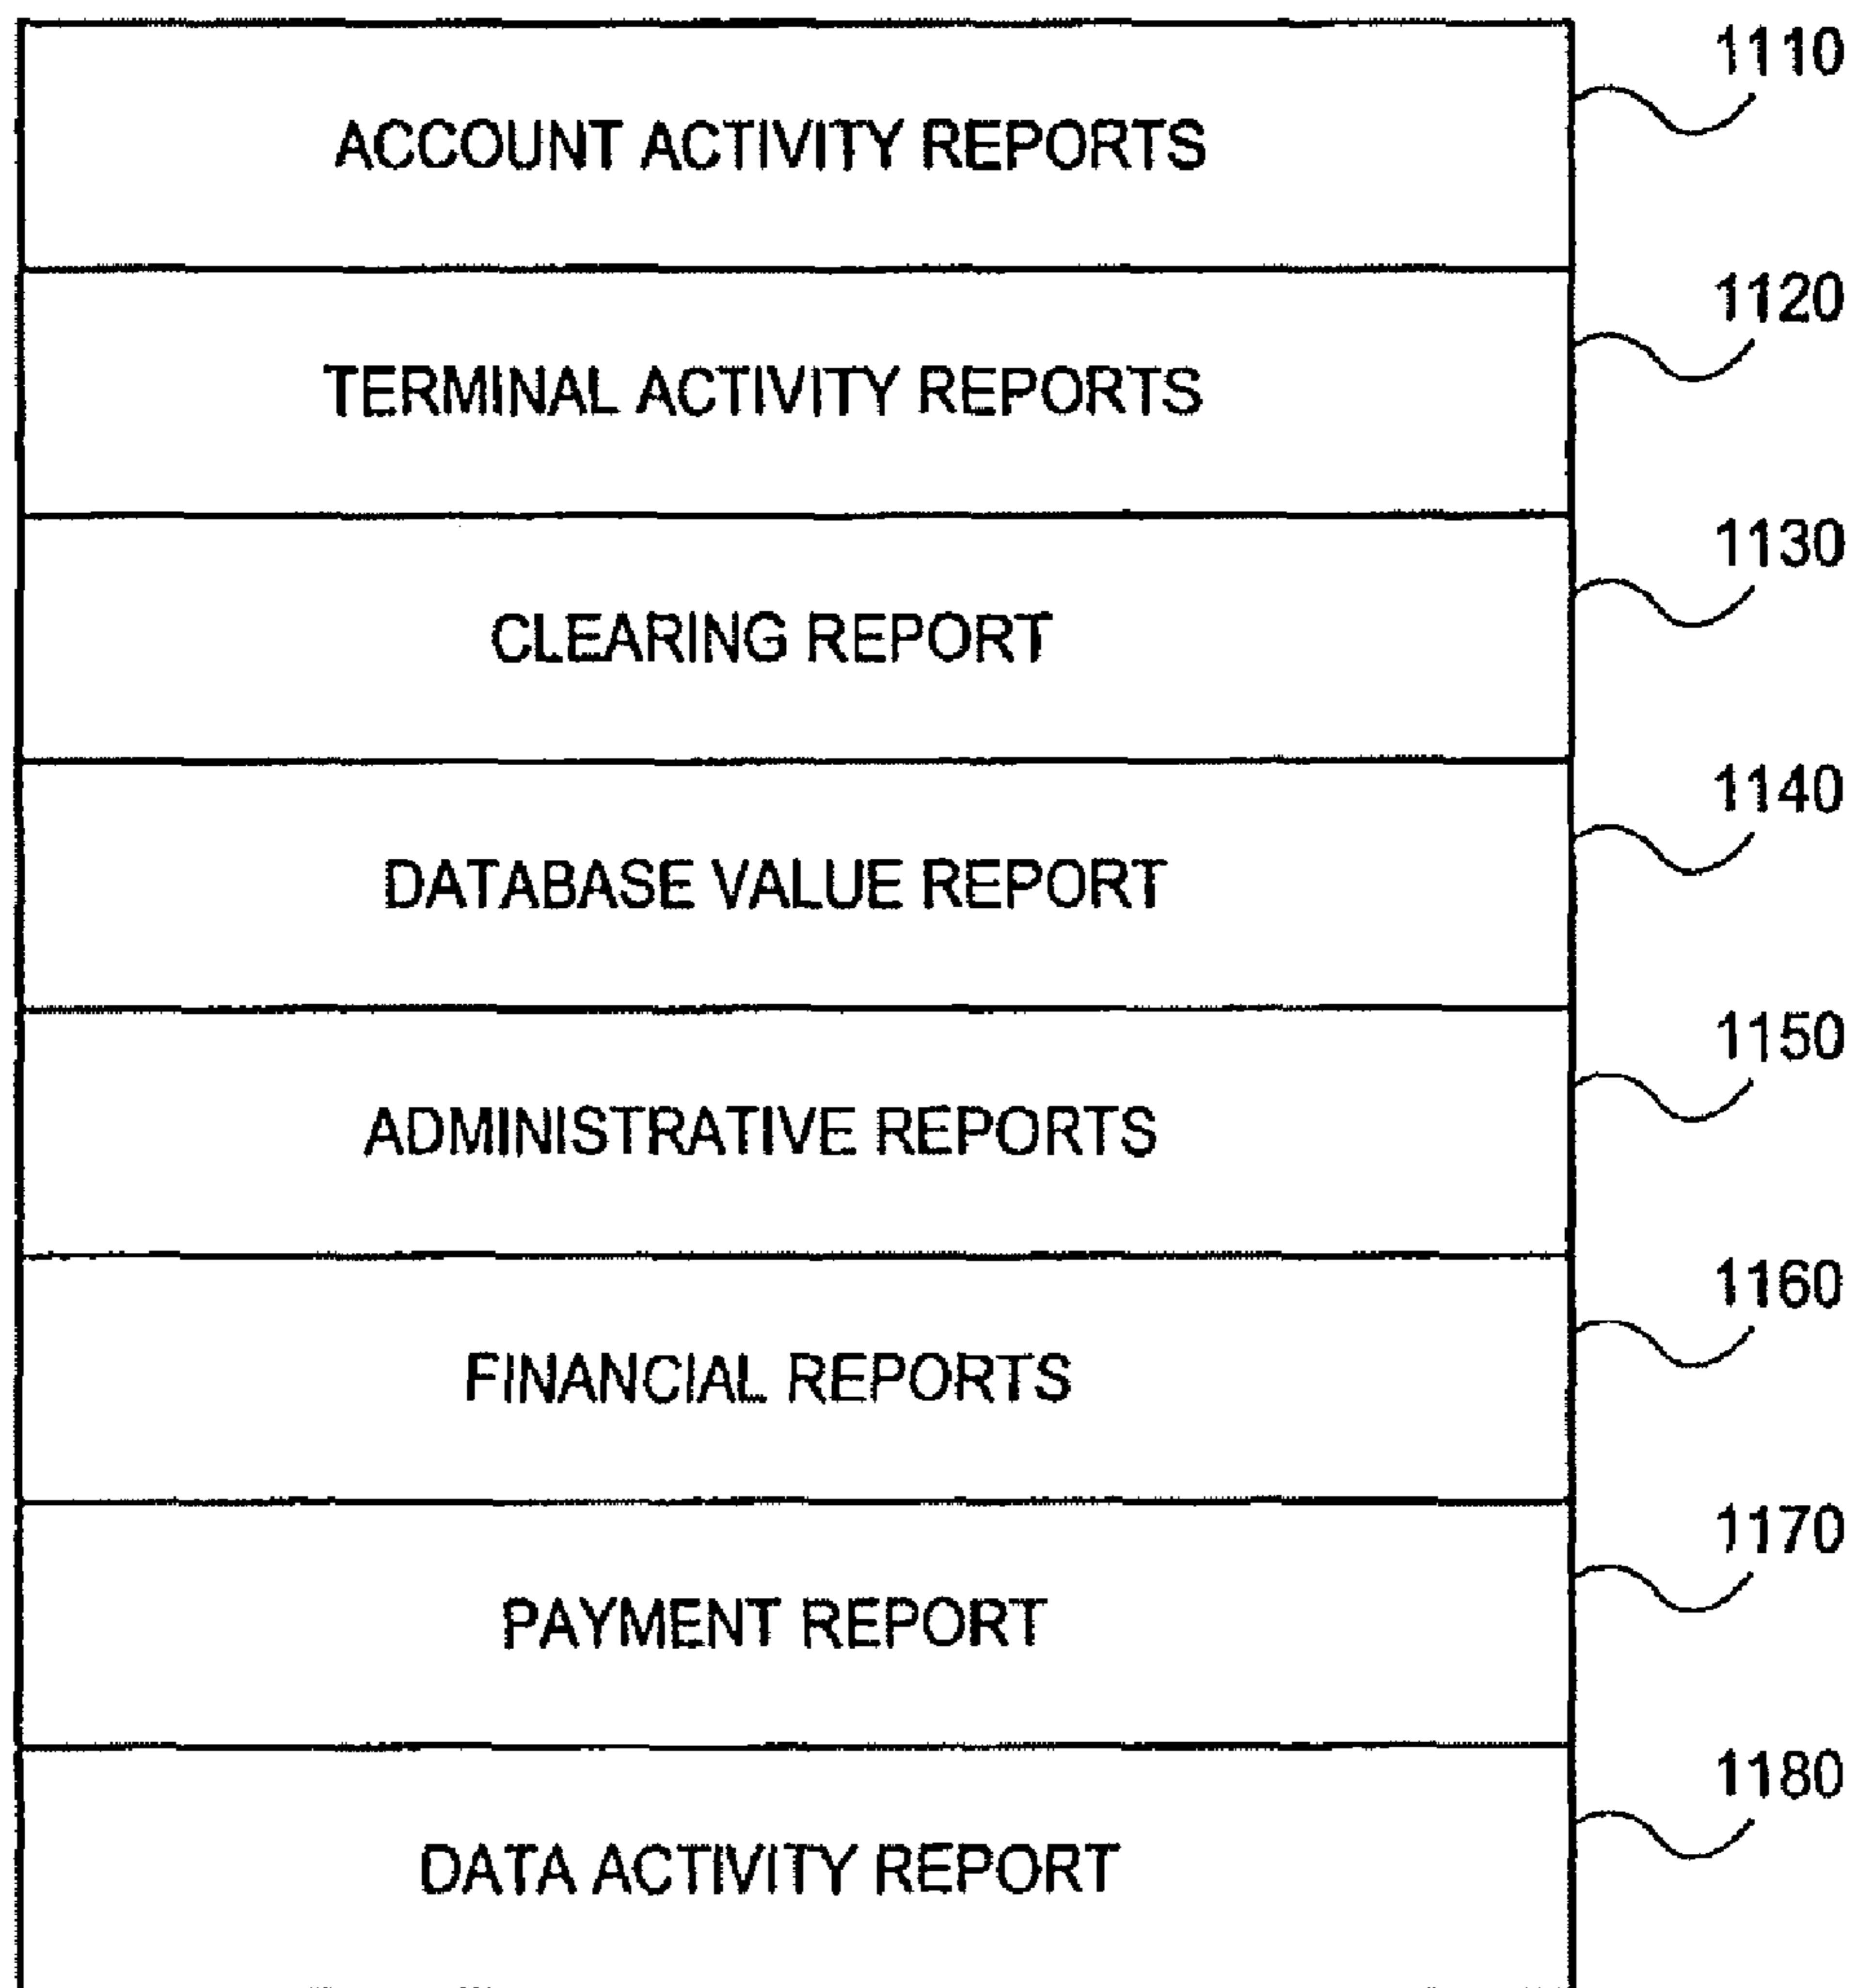 1110
ACCOUNT ACTIVITY REPORTS
1120
TERMINAL ACTIVITY REPORTS
1130
CLEARING REPORT
1140
DATABASE VALUE REPORT
1150
ADMINISTRATIVE REPORTS
1160
FINANCIAL REPORTS
1170
PAYMENT REPORT
1180
DATA ACTIVITY REPORT